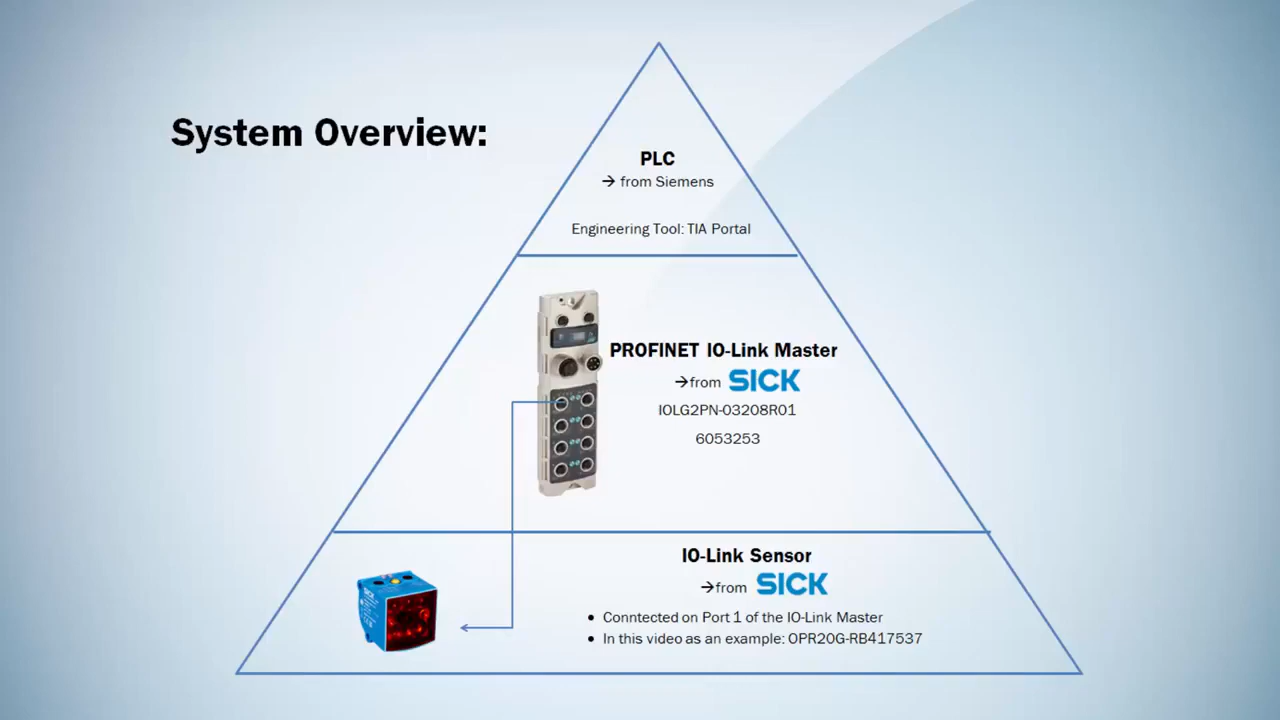 System Overview:
PLC
→ from Siemens
Engineering Tool: TIA Portal
PROFINET IO-Link Master
→from SICK
IOLG2PN-03208R01
6053253
IO-Link Sensor
→from SICK
• Conntected on Port 1 of the IO-Link Master
• In this video as an example: OPR20G-RB417537
SICK